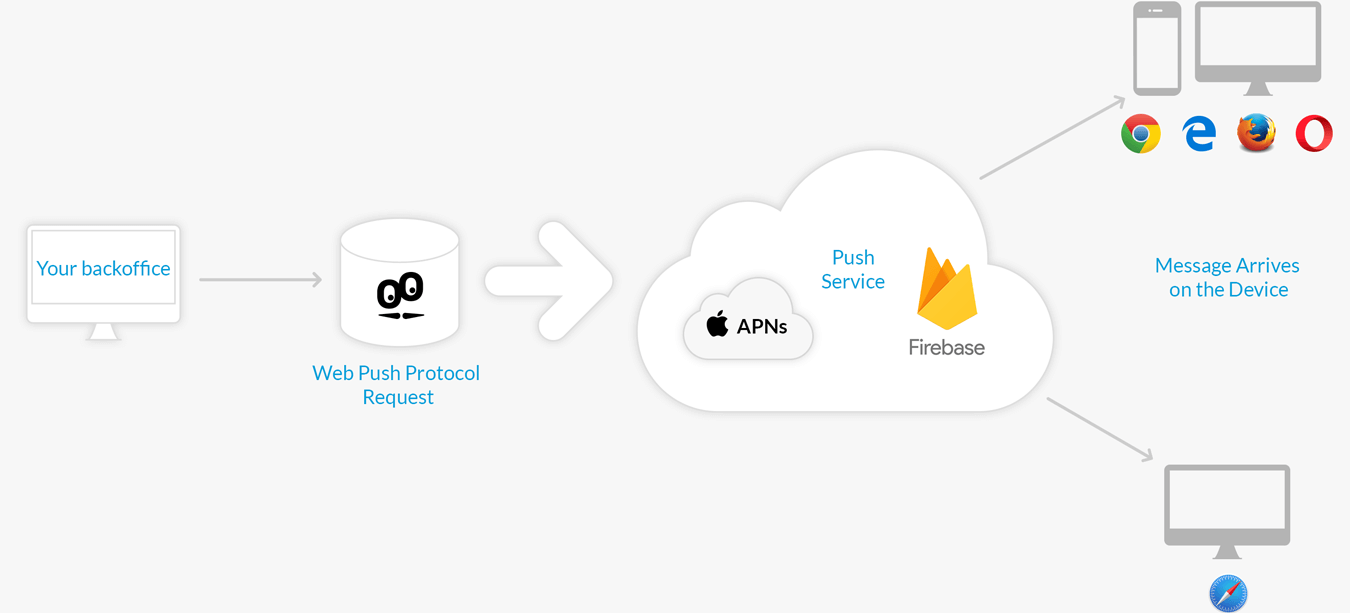 Your backoffice
Web Push Protocol
Request
Push
Service
APNs
Firebase
Message Arrives
on the Device